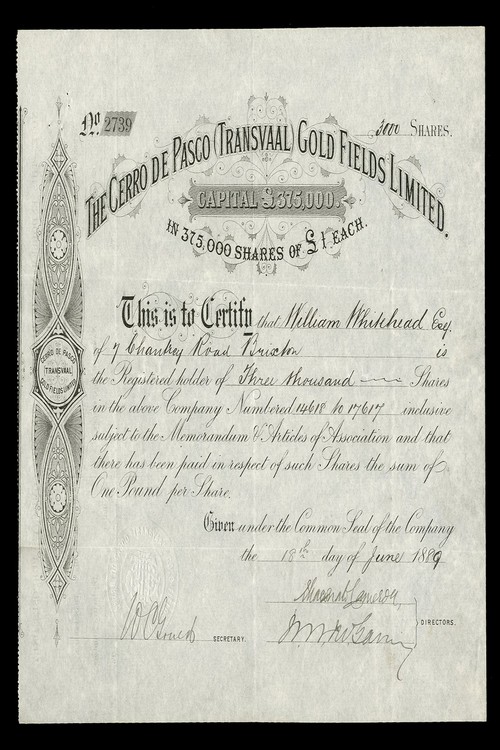 No. 2739
3000 SHARES.
THE CERRO DE PASCO (TRANSVAAL) GOLD FIELDS LIMITED.
CAPITAL £375,000.
IN 375,000 SHARES OF £1 EACH.
This is to Certify that William Whitehead Esq.
of 7 Chantrey Road Brixton is
the Registered holder of Three thousand Shares
in the above Company Numbered 14618 to 17617 inclusive
subject to the Memorandum & Articles of Association and that
there has been paid in respect of such Shares the sum of
One Pound per Share.
CERRO DE PASCO
TRANSVAAL
GOLD FIELDS LIMITED
Given under the Common Seal of the Company
the 18th day of June 1889
SECRETARY.
DIRECTORS.